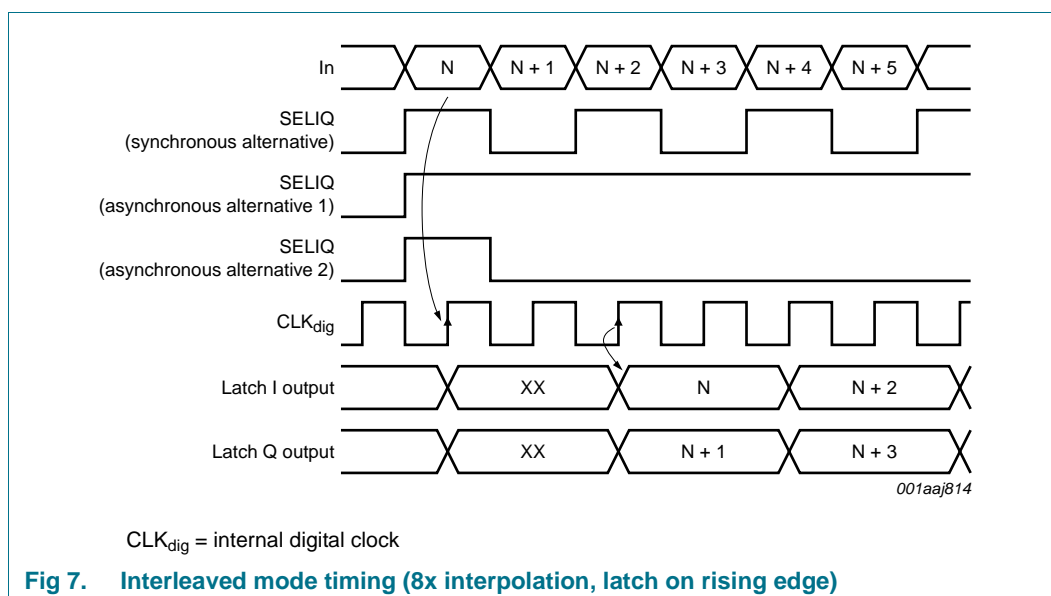 In
N
N + 1
N + 2
N + 3
N + 4
N + 5
SELIQ
(synchronous alternative)
SELIQ
(asynchronous alternative 1)
SELIQ
(asynchronous alternative 2)
CLKdig
Latch I output
XX
N
N + 2
Latch Q output
XX
N + 1
N + 3
001aaj814
CLKdig = internal digital clock
Fig 7. Interleaved mode timing (8x interpolation, latch on rising edge)